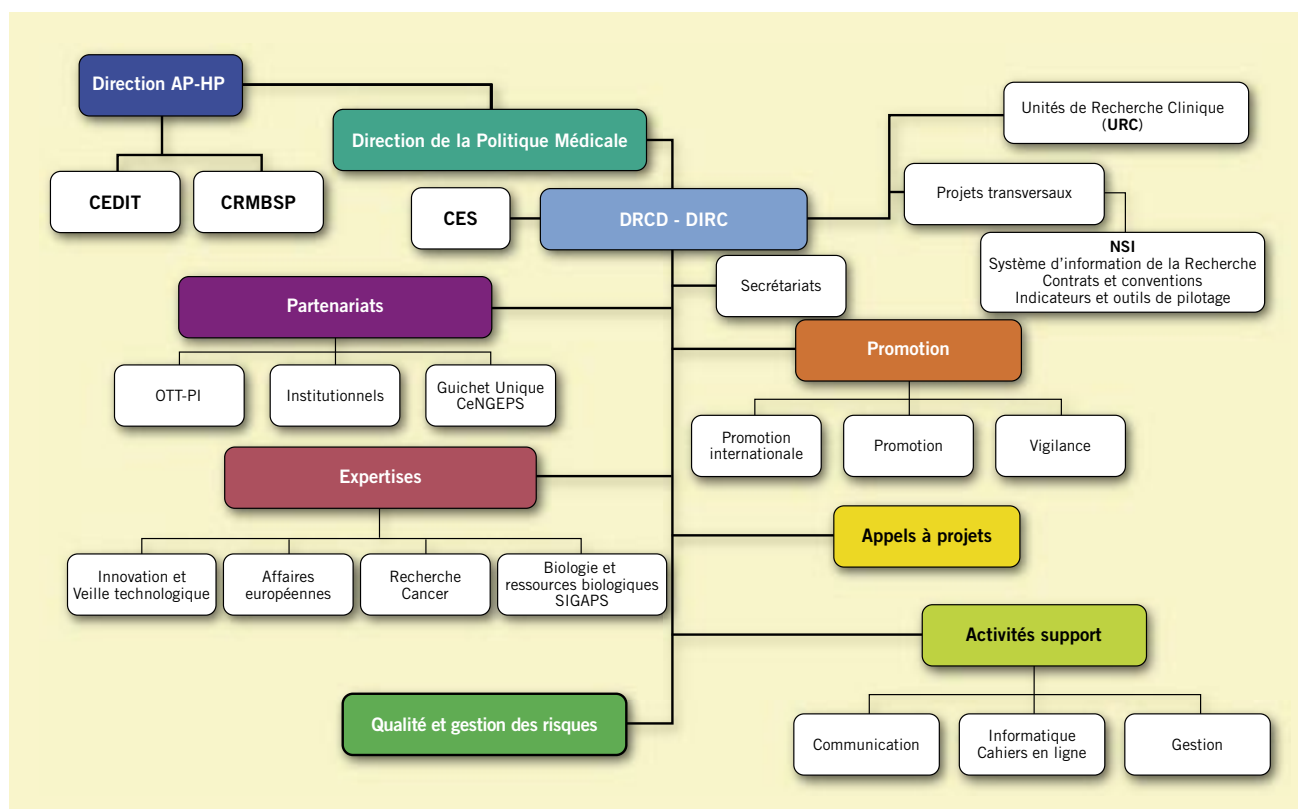 Direction AP-HP
Direction de la Politique Médicale
Unités de Recherche Clinique
(URC)
CEDIT
CRMBSP
CES
DRCD - DIRC
Projets transversaux
NSI
Système d'information de la Recherche
Contrats et conventions
Indicateurs et outils de pilotage
Secrétariats
Partenariats
OTT-PI
Institutionnels
Guichet Unique
CeNGEPS
Promotion
Promotion
internationale
Promotion
Vigilance
Expertises
Innovation et
Veille technologique
Affaires
européennes
Recherche
Cancer
Biologie et
ressources biologiques
SIGAPS
Appels à projets
Activités support
Communication
Informatique
Cahiers en ligne
Gestion
Qualité et gestion des risques